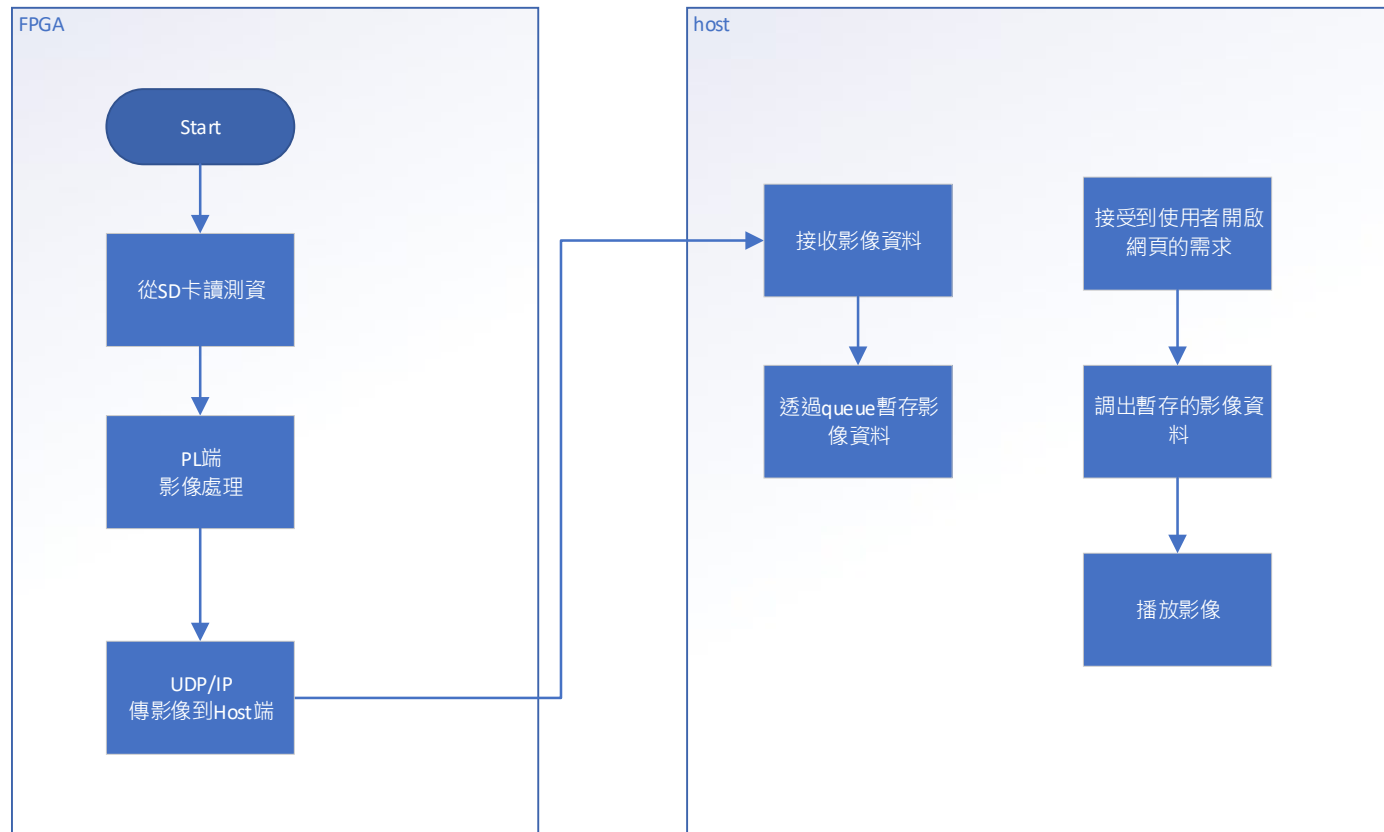 FPGA
Start
從SD卡讀測資
PL端
影像處理
UDP/IP
傳影像到Host端
host
接收影像資料
透過queue暫存影
像資料
接受到使用者開啟
網頁的需求
調出暫存的影像資
料
播放影像